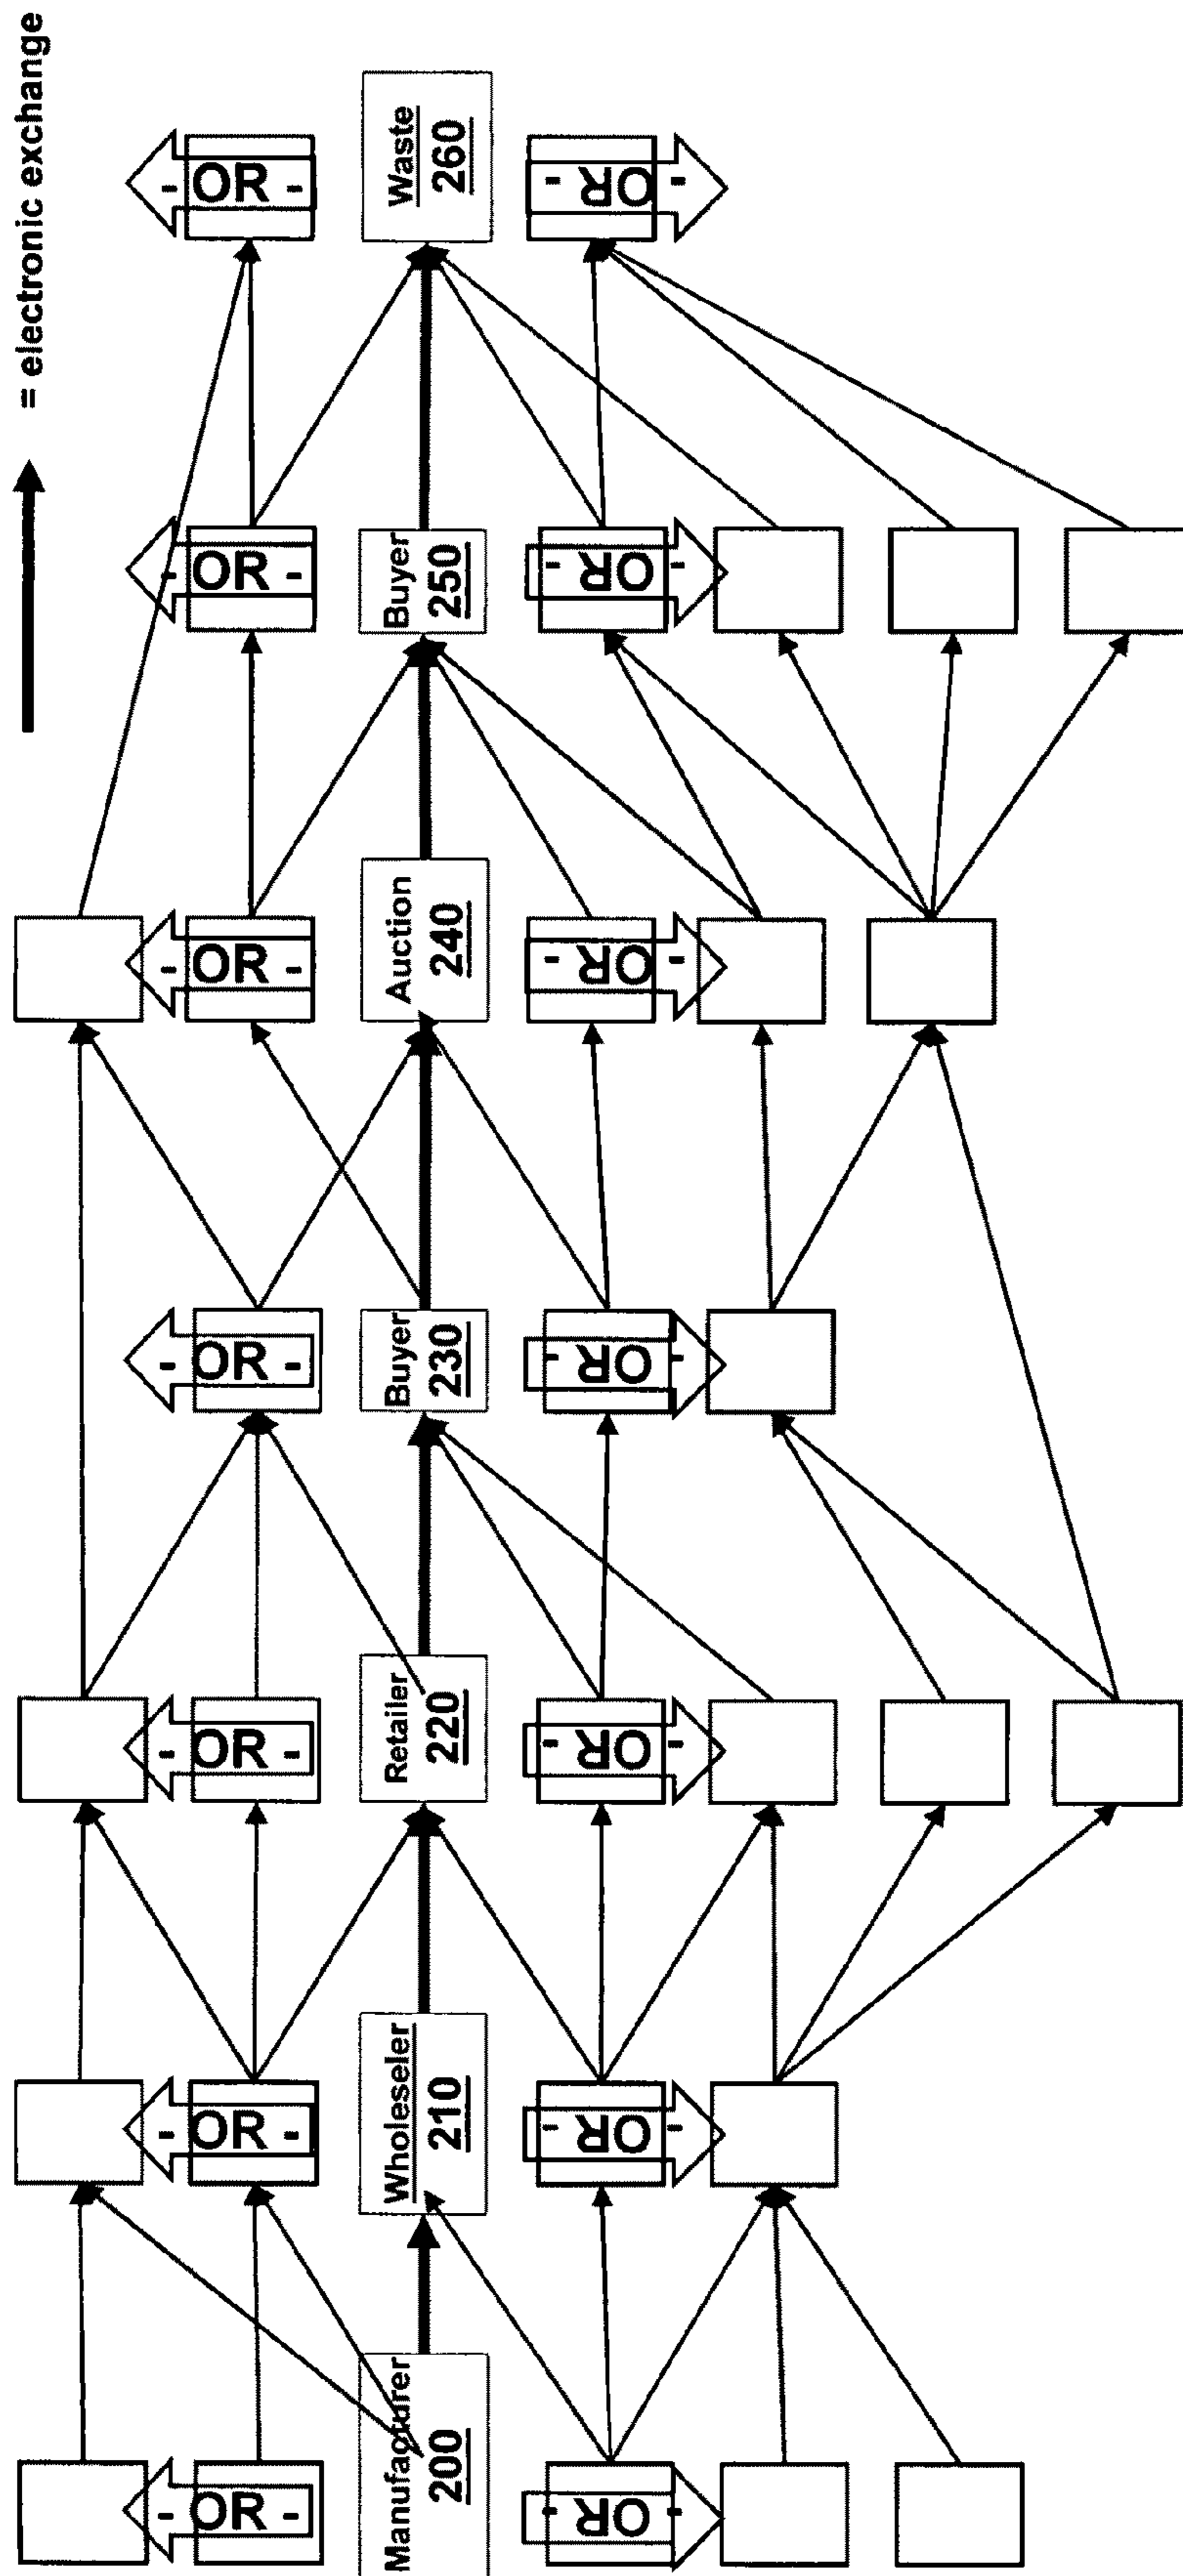 = electronic exchange
- OR -
- OR -
- OR -
- OR -
- OR -
- OR -
- OR -
Manufacturer
200
Wholeseler
210
Retailer
220
Buyer
230
Auction
240
Buyer
250
Waste
260
- OR -
- OR -
- OR -
- OR -
- OR -
- OR -
- OR -